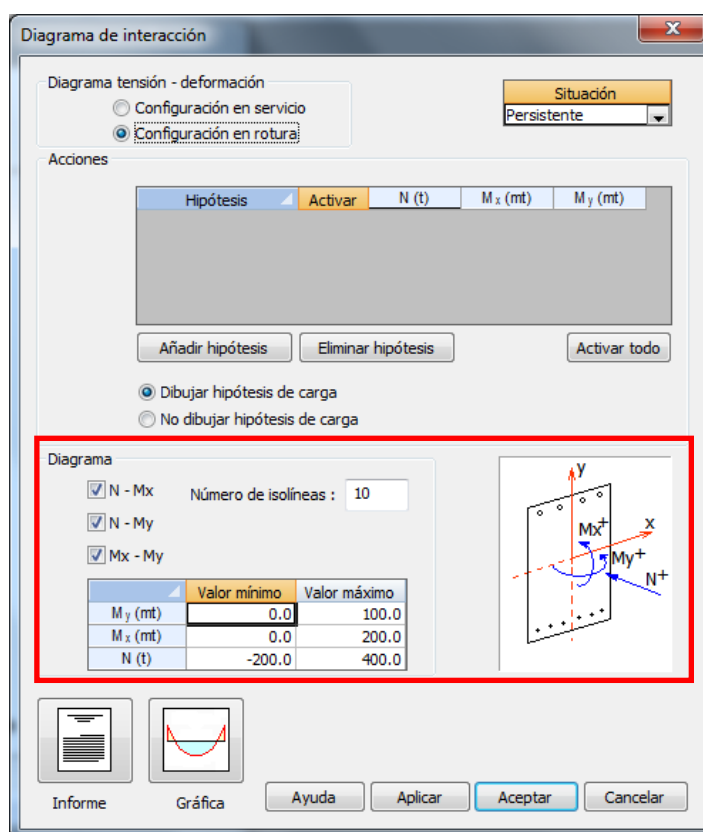 Diagrama de interacción
Diagrama tensión - deformación
Configuración en servicio
Configuración en rotura
Situación
Persistente
Acciones
Hipótesis Activar N (t) Mx (mt) My (mt)
Añadir hipótesis Eliminar hipótesis Activar todo
Dibujar hipótesis de carga
No dibujar hipótesis de carga
Diagrama
N - Mx Número de isolíneas : 10
N - My
Mx - My
Valor mínimo Valor máximo
My (mt) 0.0 100.0
Mx (mt) 0.0 200.0
N (t) -200.0 400.0
y
x
Mx+
My+
N+
Informe Gráfica Ayuda Aplicar Aceptar Cancelar